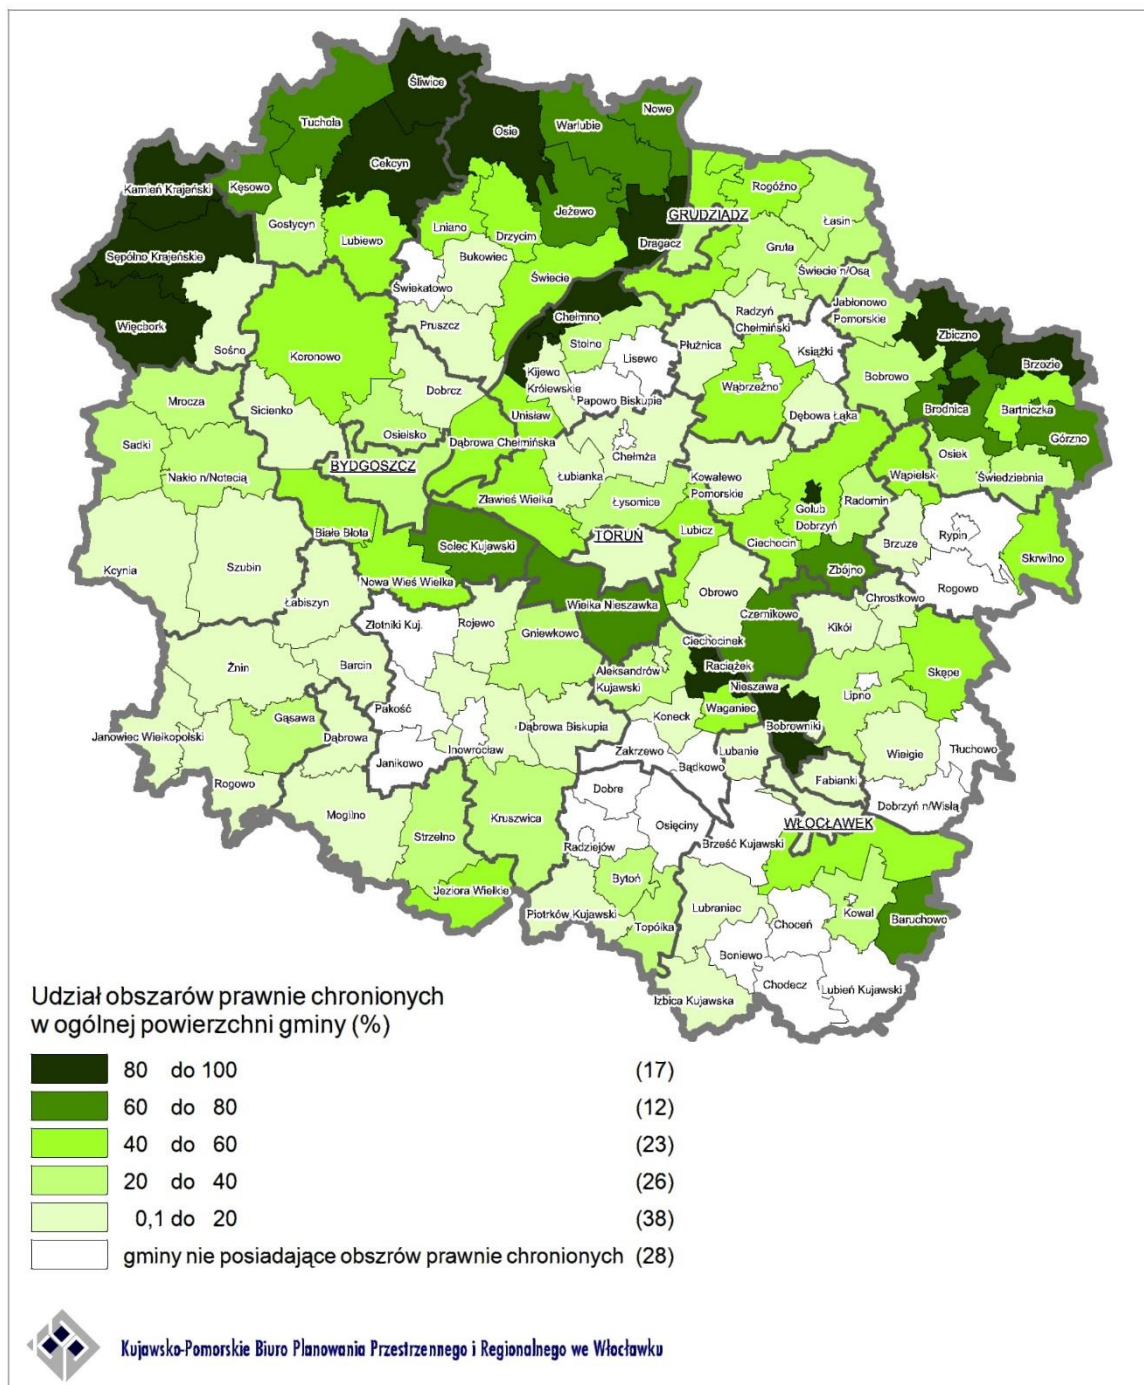 Śliwice
Tuchola
Osie
Warlubie
Nowe
Cekcyn
Kamień Krajeński
Kęsowo
Jeżewo
Rogóźno
GRUDZIĄDZ
Łasin
Gostycyn
Lubiewo
Lniano
Drzycim
Dragacz
Gruta
Sępólno Krajeńskie
Bukowiec
Świecie
Świecie n/Osą
Świekatowo
Więcbork
Sośno
Pruszcz
Chełmno
Radzyń
Chełmiński
Jabłonowo
Pomorskie
Zbiczno
Brzozie
Koronowo
Stolno
Lisewo
Płużnica
Książki
Kijewo
Królewskie
Papowo Biskupie
Wąbrzeźno
Bobrowo
Mrocza
Sicienko
Dobrcz
Unisław
Dębowa Łąka
Brodnica
Bartniczka
Górzno
Sadki
Osielsko
Dąbrowa Chełmińska
Chełmża
Osiek
BYDGOSZCZ
Nakło n/Notecią
Łubianka
Kowalewo
Pomorskie
Wąpielsk
Świedziebnia
Zławieś Wielka
Łysomice
Golub
Dobrzyń
Radomin
Białe Błota
Solec Kujawski
TORUŃ
Lubicz
Ciechocin
Brzuze
Rypin
Skrwilno
Kcynia
Szubin
Nowa Wieś Wielka
Zbójno
Rogowo
Łabiszyn
Wielka Nieszawka
Obrowo
Czernikowo
Chrostkowo
Złotniki Kuj.
Rojewo
Gniewkowo
Kikół
Ciechocinek
Żnin
Barcin
Aleksandrów
Kujawski
Raciążek
Nieszawa
Lipno
Skępe
Pakość
Waganiec
Janowiec Wielkopolski
Gąsawa
Dąbrowa
Inowrocław
Dąbrowa Biskupia
Koneck
Bobrowniki
Zakrzewo
Lubanie
Wielgie
Tłuchowo
Janikowo
Bądkowo
Fabianki
Rogowo
Dobre
Dobrzyń n/Wisłą
Mogilno
Kruszwica
Osięciny
WŁOCŁAWEK
Strzelno
Radziejów
Brześć Kujawski
Bytoń
Jeziora Wielkie
Lubraniec
Kowal
Baruchowo
Piotrków Kujawski
Topólka
Choceń
Boniewo
Chodecz
Lubień Kujawski
Izbica Kujawska
Udział obszarów prawnie chronionych
w ogólnej powierzchni gminy (%)
80 do 100 (17)
60 do 80 (12)
40 do 60 (23)
20 do 40 (26)
0,1 do 20 (38)
gminy nie posiadające obszrów prawnie chronionych (28)
Kujawsko-Pomorskie Biuro Planowania Przestrzennego i Regionalnego we Włocławku